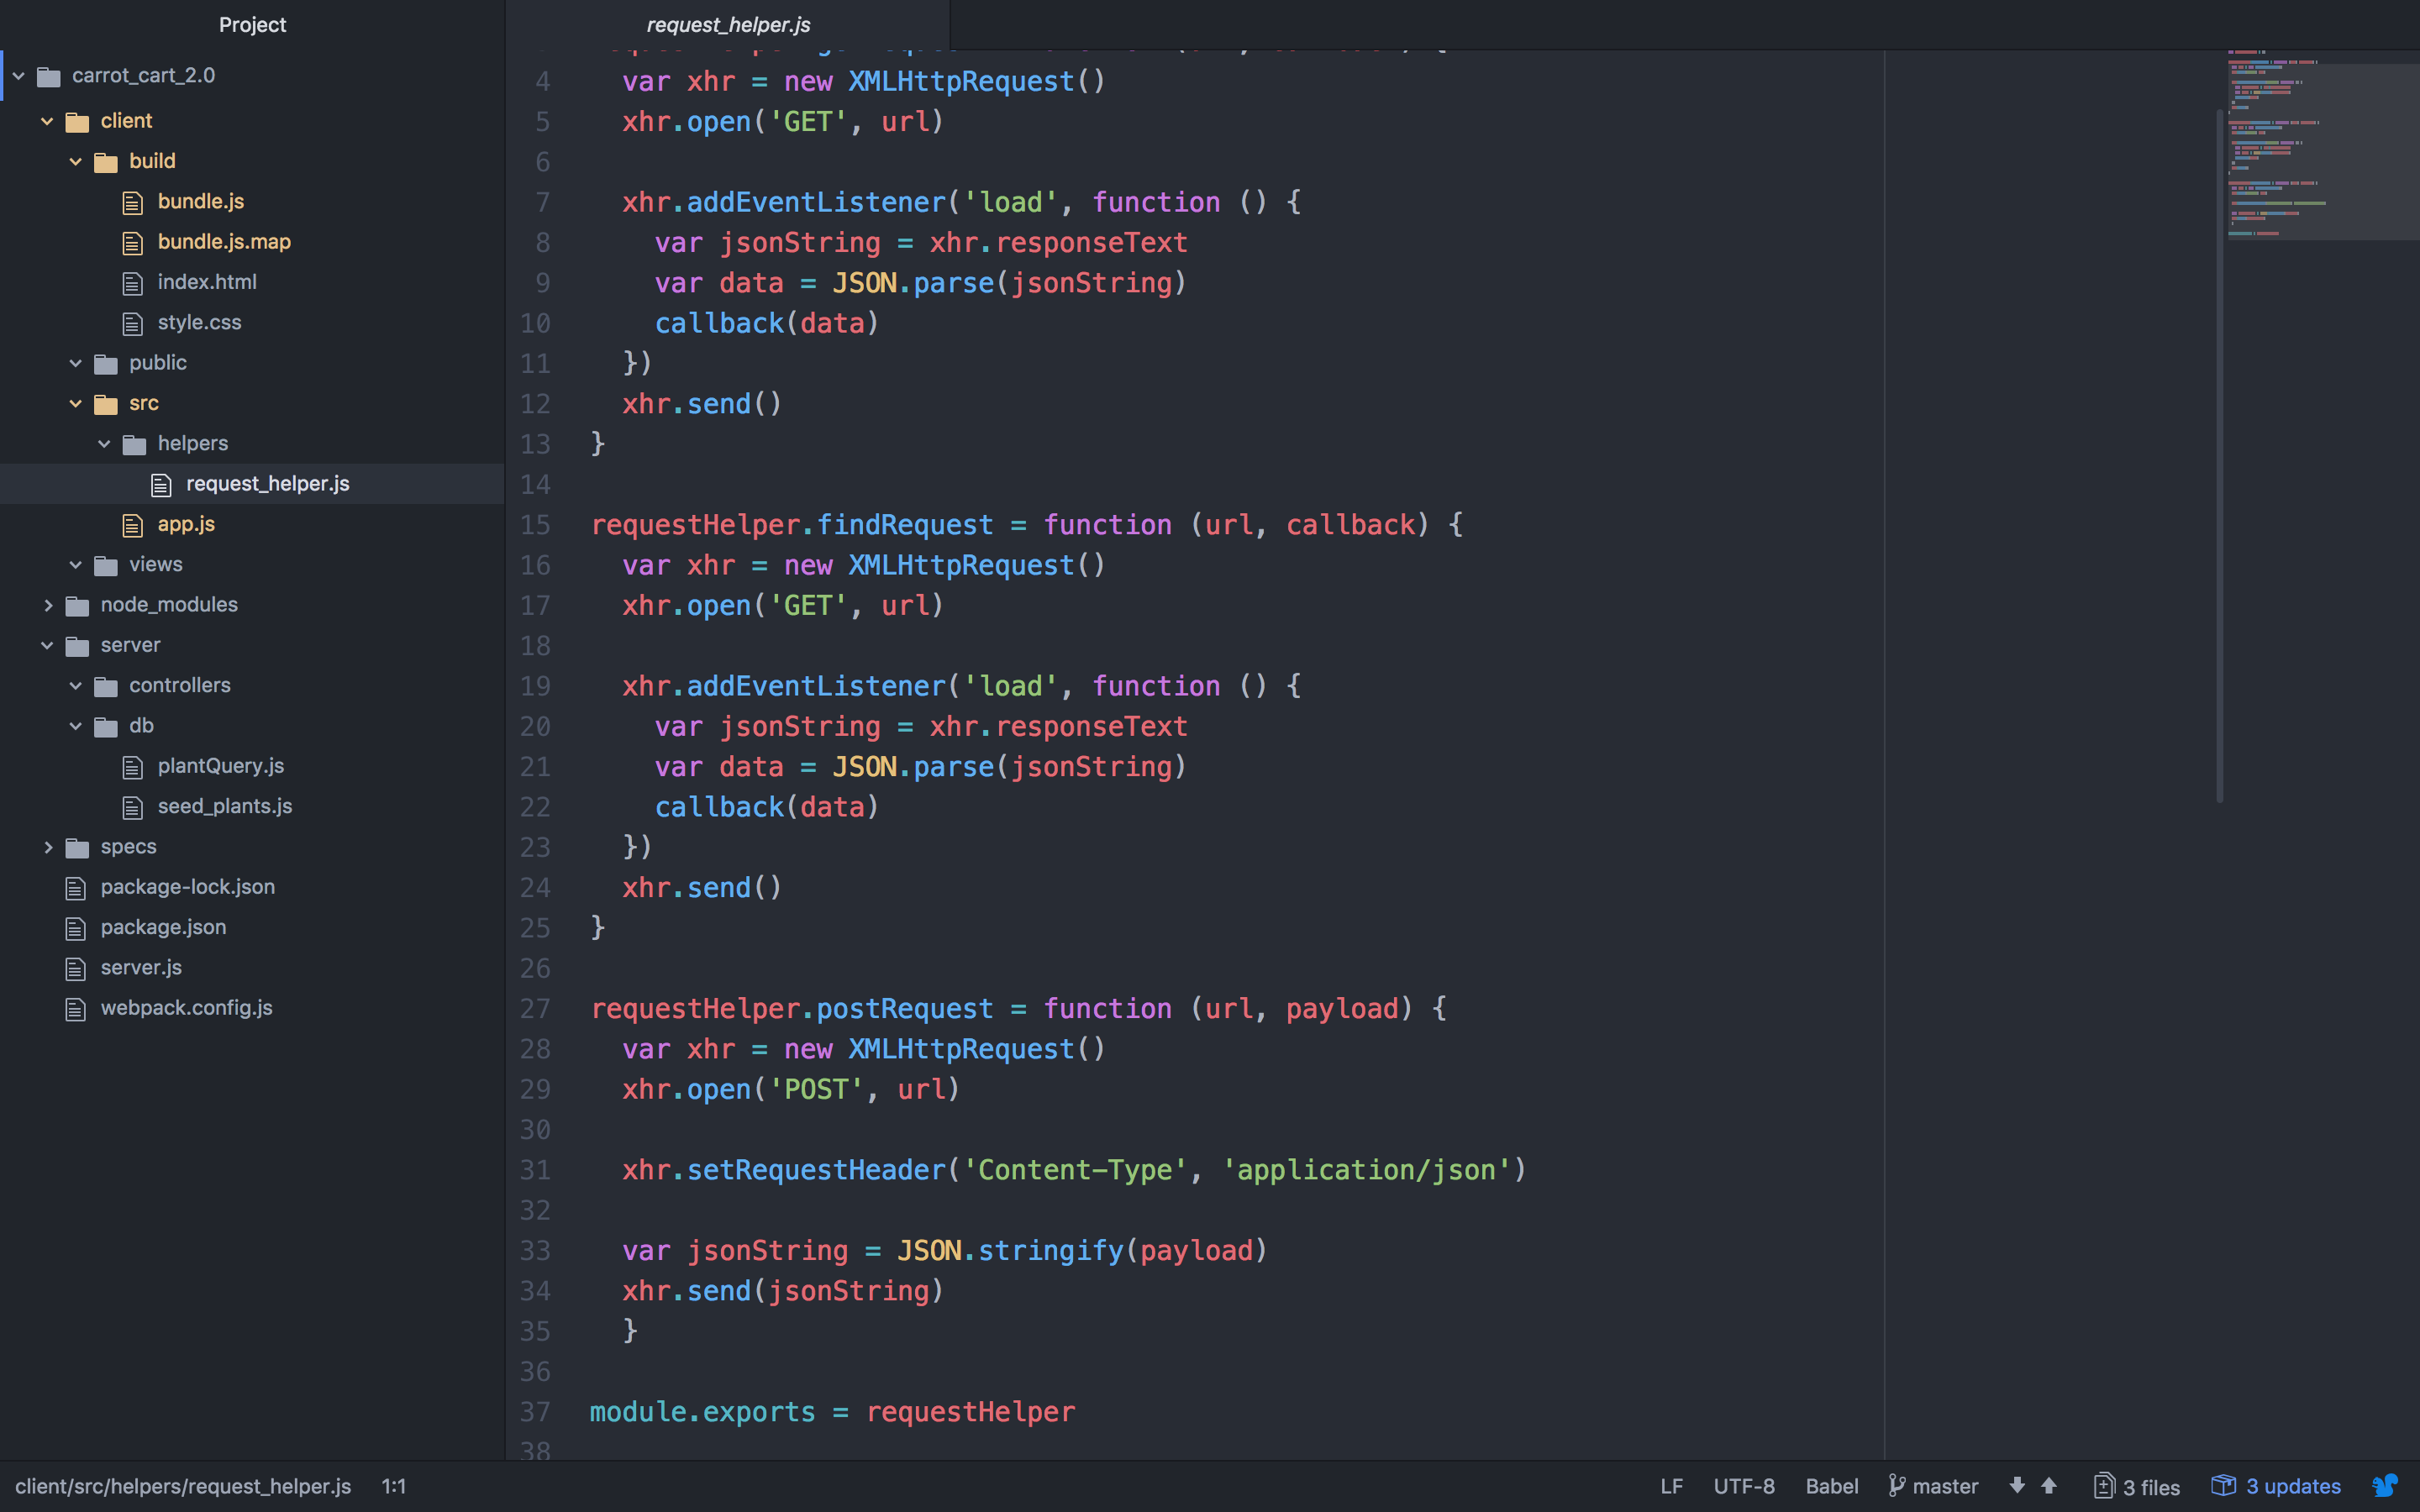 Project
carrot_cart_2.0
client
build
bundle.js
bundle.js.map
index.html
style.css
public
src
helpers
request_helper.js
app.js
views
node_modules
server
controllers
db
plantQuery.js
seed_plants.js
specs
package-lock.json
package.json
server.js
webpack.config.js
request_helper.js
4 var xhr = new XMLHttpRequest()
5 xhr.open('GET', url)
6
7 xhr.addEventListener('load', function () {
8 var jsonString = xhr.responseText
9 var data = JSON.parse(jsonString)
10 callback(data)
11 })
12 xhr.send()
13 }
14
15 requestHelper.findRequest = function (url, callback) {
16 var xhr = new XMLHttpRequest()
17 xhr.open('GET', url)
18
19 xhr.addEventListener('load', function () {
20 var jsonString = xhr.responseText
21 var data = JSON.parse(jsonString)
22 callback(data)
23 })
24 xhr.send()
25 }
26
27 requestHelper.postRequest = function (url, payload) {
28 var xhr = new XMLHttpRequest()
29 xhr.open('POST', url)
30
31 xhr.setRequestHeader('Content-Type', 'application/json')
32
33 var jsonString = JSON.stringify(payload)
34 xhr.send(jsonString)
35 }
36
37 module.exports = requestHelper
38
client/src/helpers/request_helper.js 1:1 LF UTF-8 Babel master 3 files 3 updates